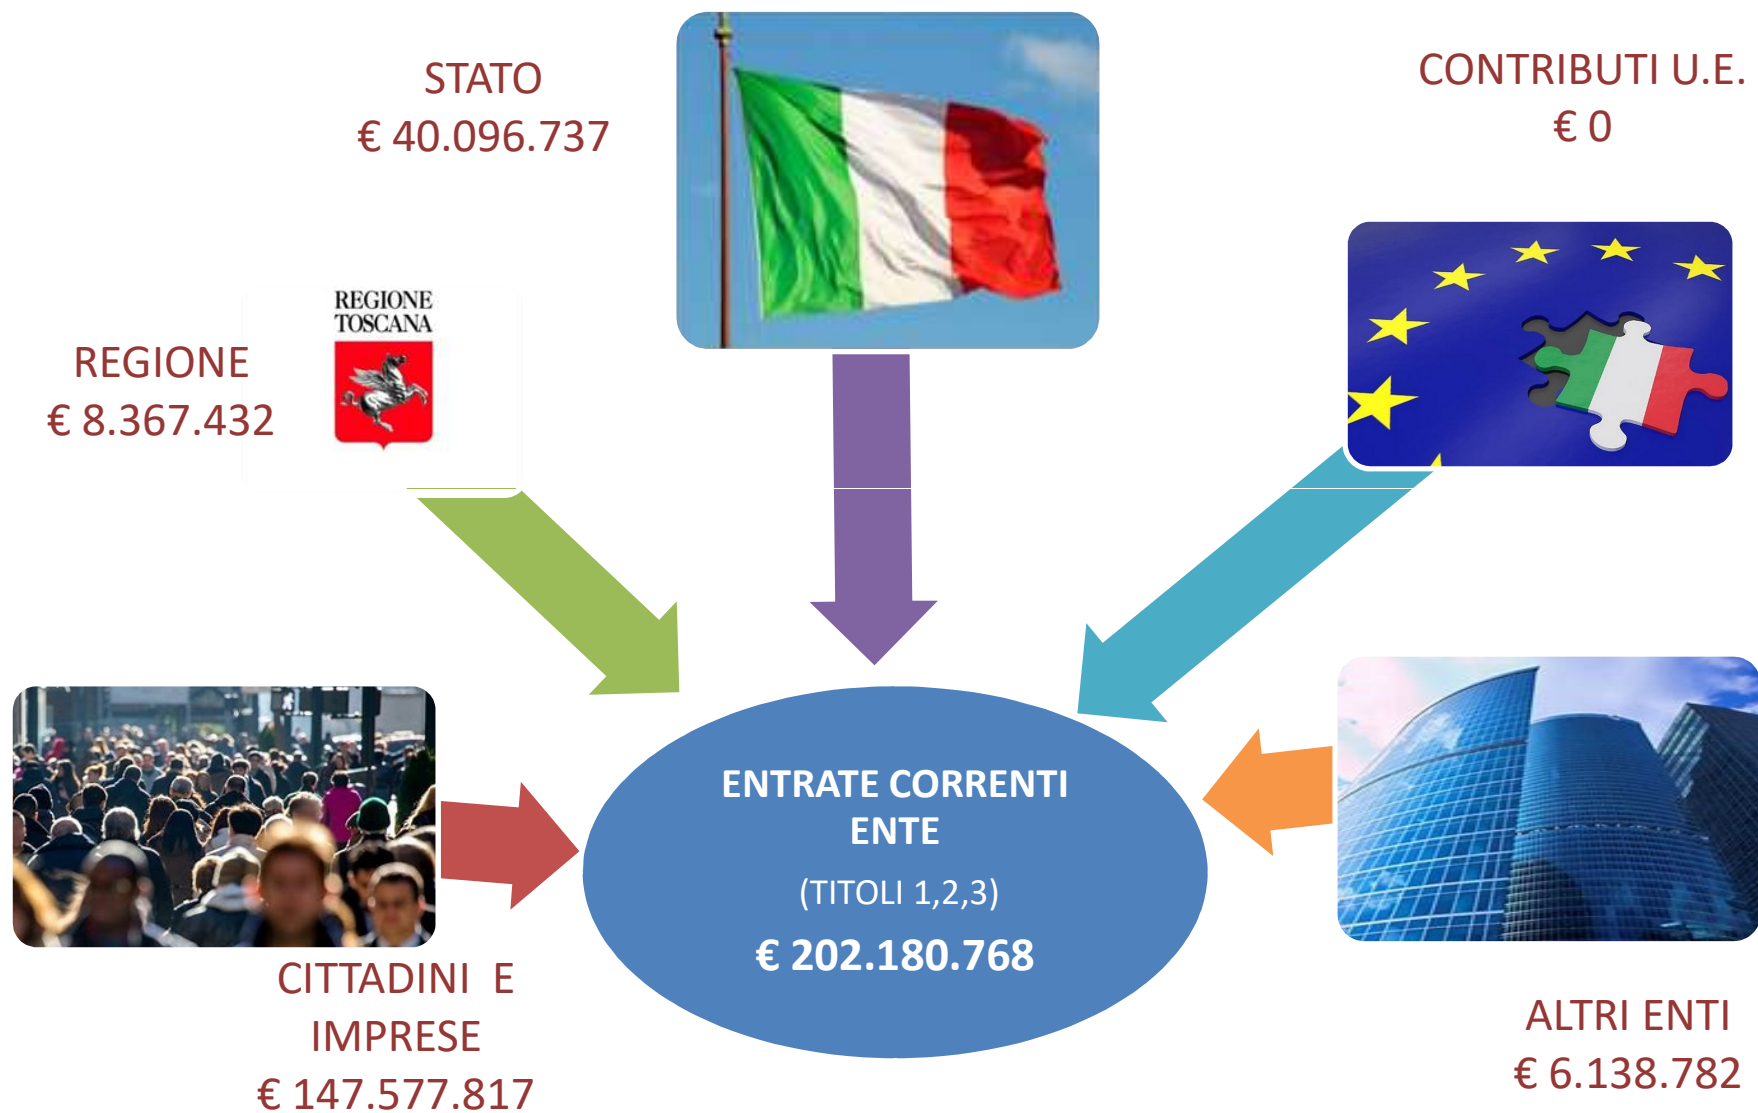 STATO
€ 40.096.737
CONTRIBUTI U.E.
€ 0
REGIONE
TOSCANA
REGIONE
€ 8.367.432
ENTRATE CORRENTI
ENTE
(TITOLI 1,2,3)
€ 202.180.768
CITTADINI E
IMPRESE
€ 147.577.817
ALTRI ENTI
€ 6.138.782